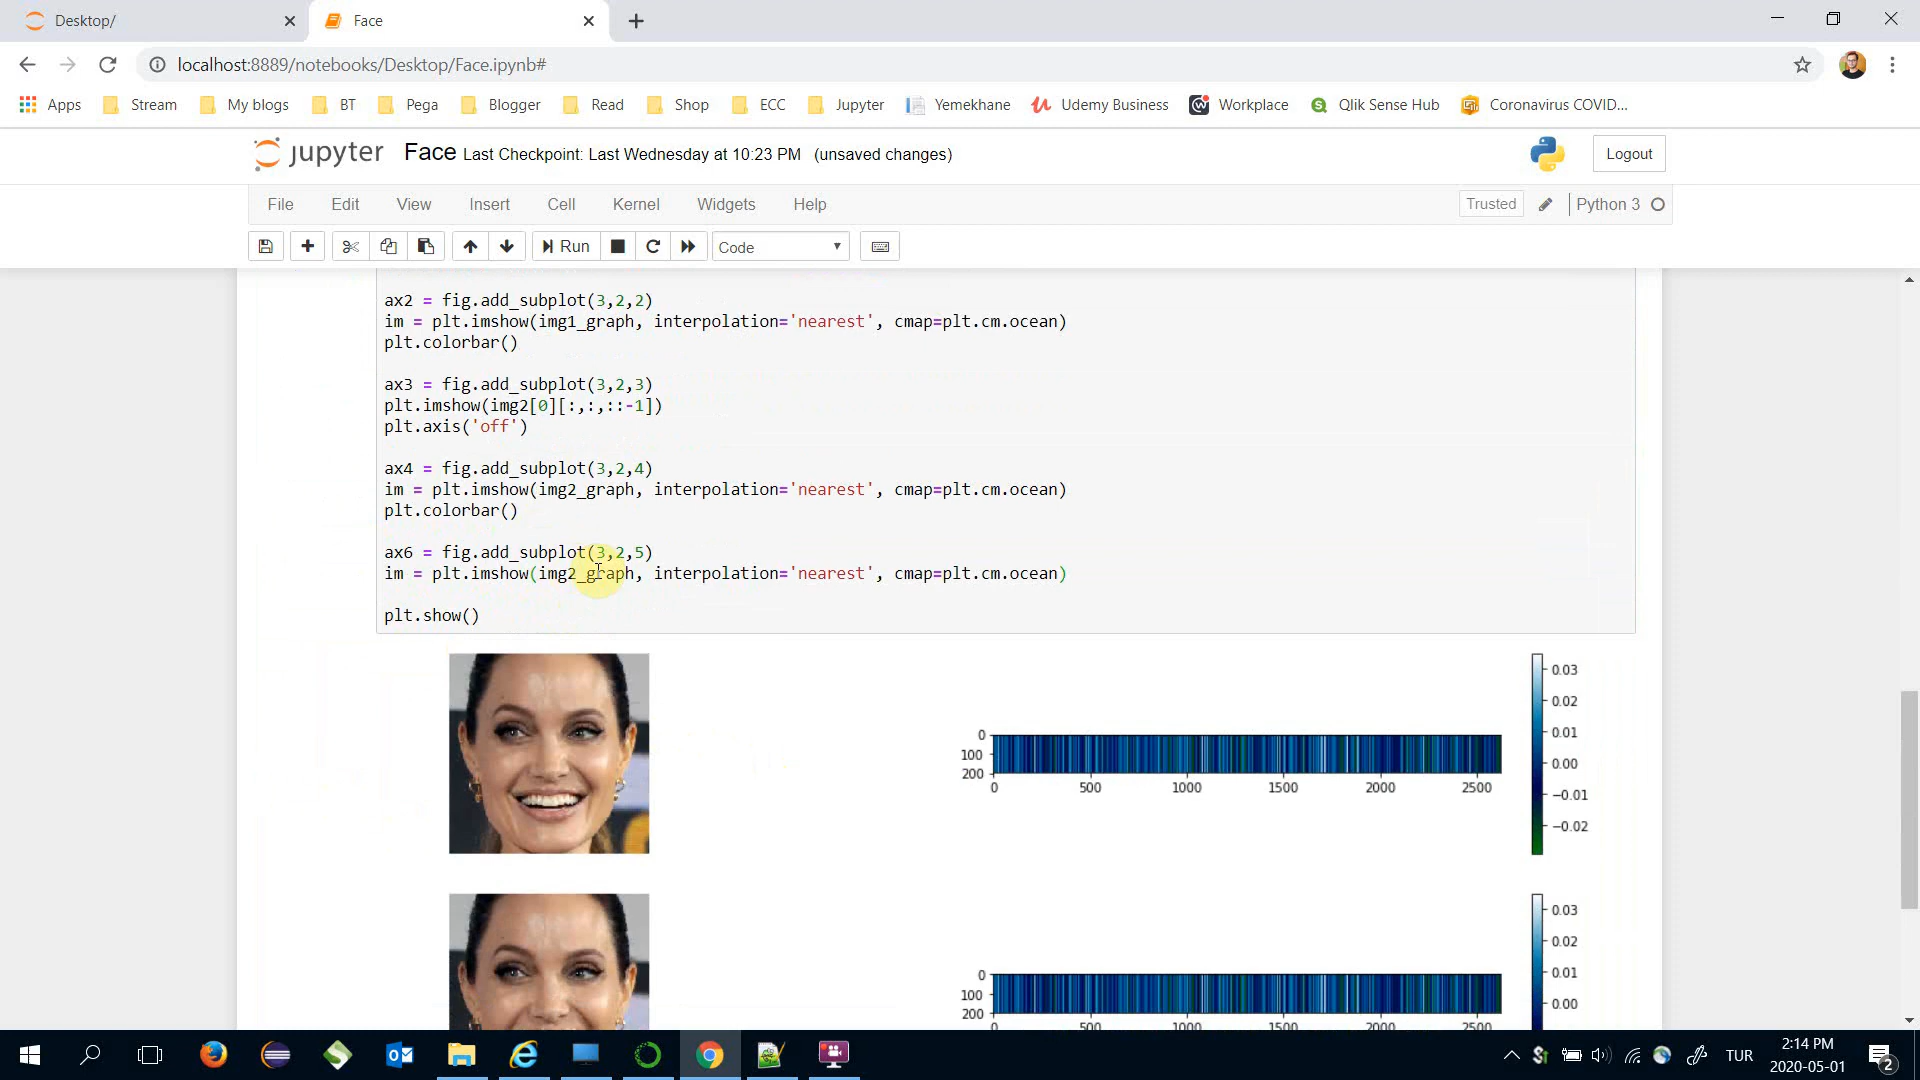 Desktop/
Face
localhost:8889/notebooks/Desktop/Face.ipynb#
Apps Stream My blogs BT Pega Blogger Read Shop ECC Jupyter Yemekhane Udemy Business Workplace Qlik Sense Hub Coronavirus COVID...
jupyter Face Last Checkpoint: Last Wednesday at 10:23 PM (unsaved changes) Logout
File Edit View Insert Cell Kernel Widgets Help Trusted Python 3
Run Code
ax2 = fig.add_subplot(3,2,2)
im = plt.imshow(img1_graph, interpolation='nearest', cmap=plt.cm.ocean)
plt.colorbar()
ax3 = fig.add_subplot(3,2,3)
plt.imshow(img2[0][:,:,::-1])
plt.axis('off')
ax4 = fig.add_subplot(3,2,4)
im = plt.imshow(img2_graph, interpolation='nearest', cmap=plt.cm.ocean)
plt.colorbar()
ax6 = fig.add_subplot(3,2,5)
im = plt.imshow(img2_graph, interpolation='nearest', cmap=plt.cm.ocean)
plt.show()
0
100
200
0 500 1000 1500 2000 2500
0.03
0.02
0.01
0.00
−0.01
−0.02
0
100
200
0 500 1000 1500 2000 2500
0.03
0.02
0.01
0.00
TUR
2:14 PM
2020-05-01
2